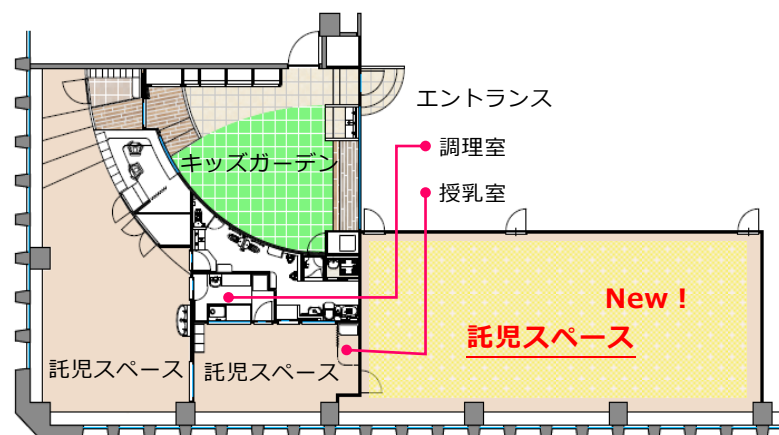 エントランス
調理室
キッズガーデン
授乳室
New！
託児スペース
託児スペース
託児スペース